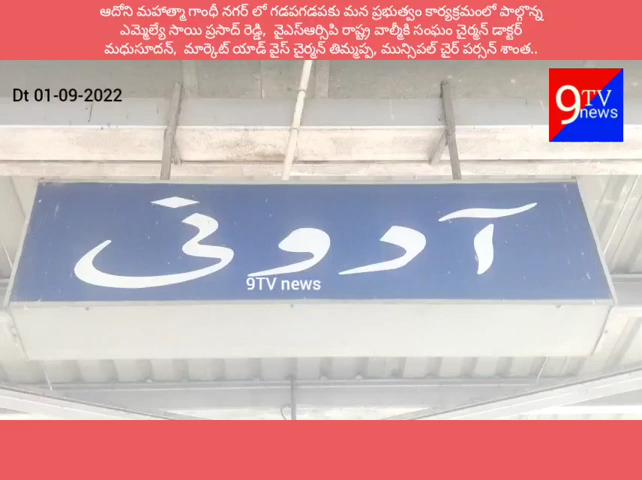 ఆదోని మహాత్మా గాంధీ నగర్ లో గడపగడపకు మన ప్రభుత్వం కార్యక్రమంలో పాల్గొన్న
ఎమ్మెల్యే సాయి ప్రసాద్ రెడ్డి, వైఎస్ఆర్సిపి రాష్ట్ర వాల్మీకి సంఘం చైర్మన్ డాక్టర్
మధుసూదన్, మార్కెట్ యాడ్ వైస్ చైర్మన్ తిమ్మప్ప, మున్సిపల్ చైర్ పర్సన్ శాంత..
Dt 01-09-2022
9TV news
آدونی
9TV news